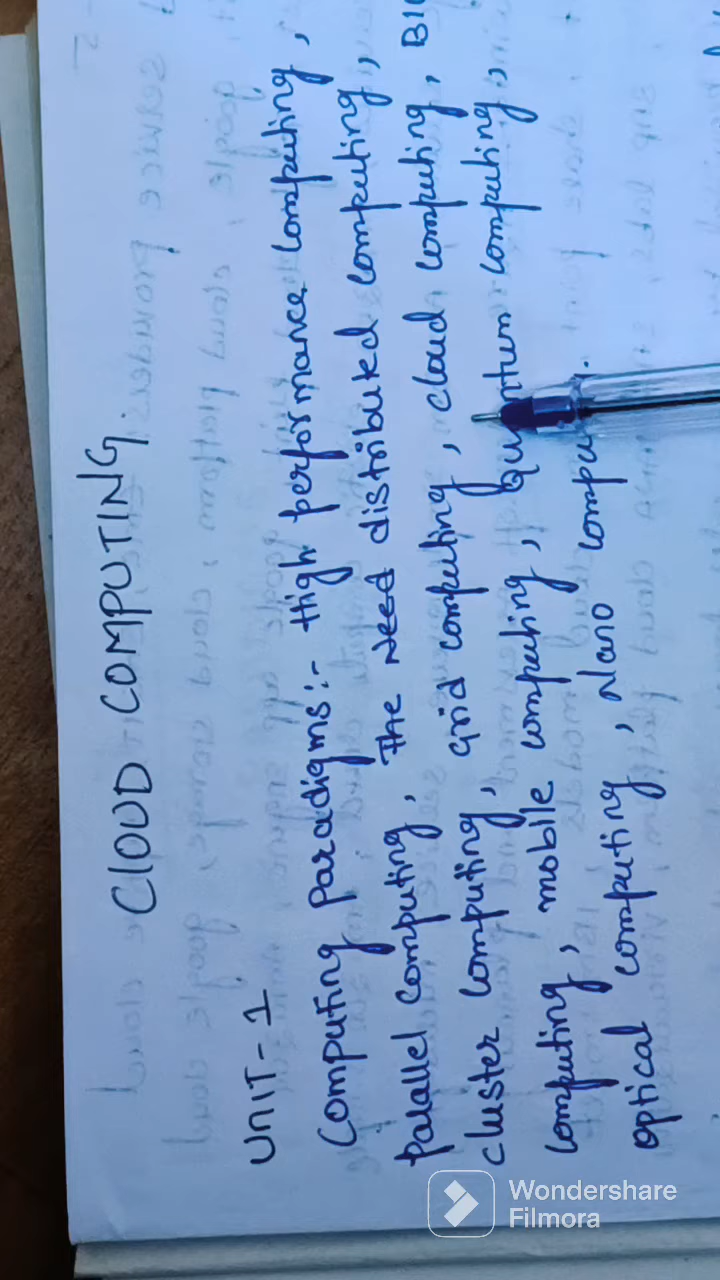 CLOUD COMPUTING
UNIT-1
Computing paradigms:- High performance computing,
parallel computing, The Need distributed computing,
cluster computing, Grid computing, cloud computing, BIO
computing, mobile computing, Quantum computing,
optical computing, Nano
Wondershare
Filmora